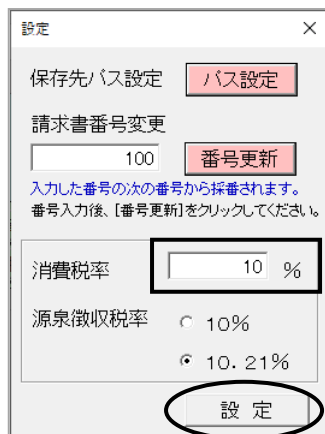 設定
保存先パス設定 パス設定
請求書番号変更
100 番号更新
入力した番号の次の番号から採番されます。
番号入力後、[番号更新]をクリックしてください。
消費税率 10 %
源泉徴収税率 10%
10.21%
設 定